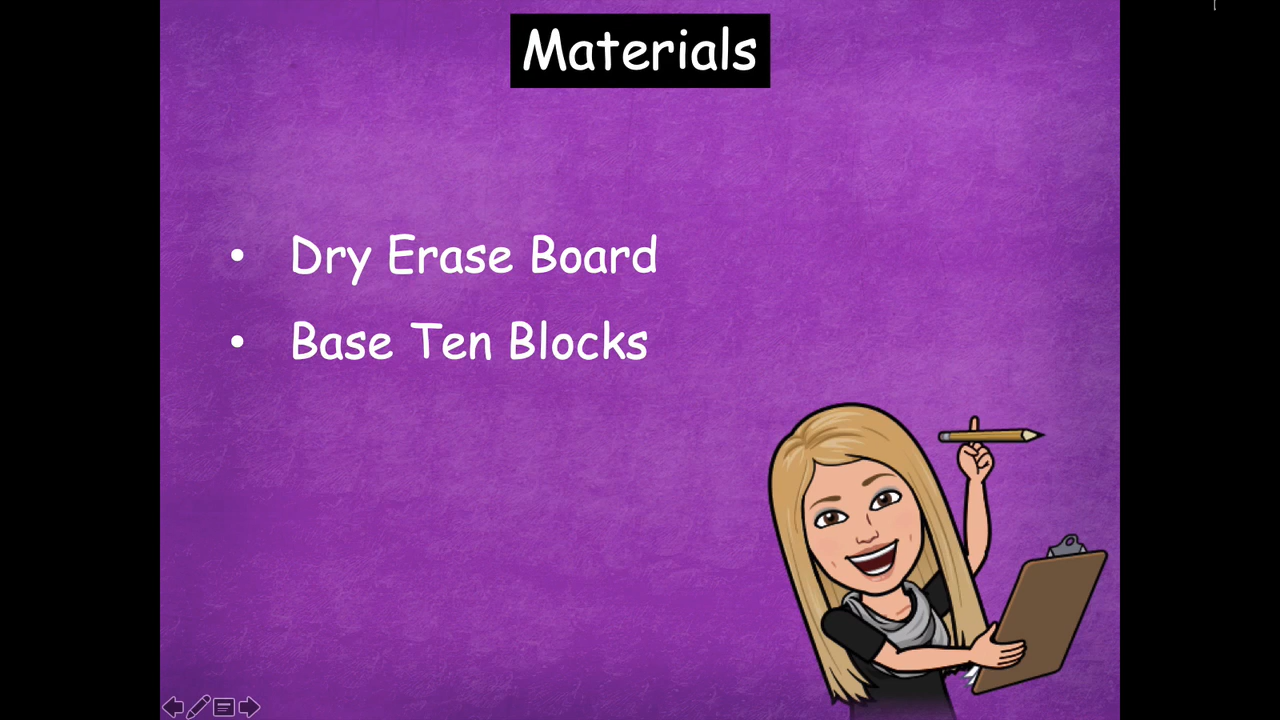 Materials
• Dry Erase Board
• Base Ten Blocks